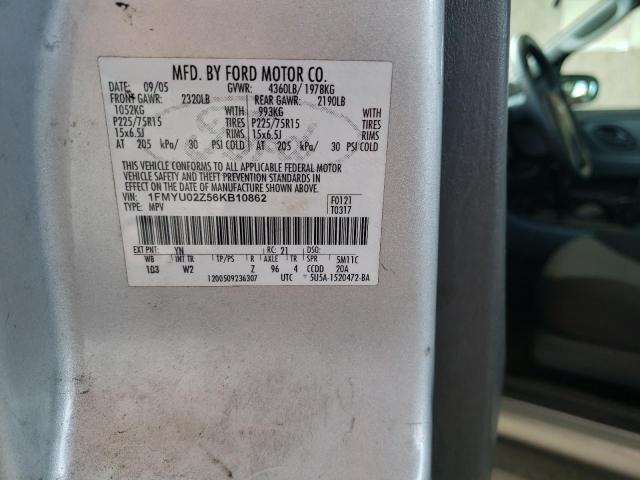 MFD. BY FORD MOTOR CO.
DATE: 09/05 GVWR: 4360LB/ 1978KG
FRONT GAWR: 2320LB REAR GAWR: 2190LB
1052KG WITH 993KG WITH
P225/75R15 TIRES P225/75R15 TIRES
15x6.5J RIMS 15x6.5J RIMS
AT 205 kPa/ 30 PSI COLD AT 205 kPa/ 30 PSI COLD
THIS VEHICLE CONFORMS TO ALL APPLICABLE FEDERAL MOTOR
VEHICLE SAFETY AND THEFT PREVENTION STANDARDS IN
EFFECT ON THE DATE OF MANUFACTURE SHOWN ABOVE.
VIN: 1FMYU02Z56KB10862 F0121
TYPE: MPV T0317
EXT PNT: YN RC: 21 DSO:
WB INT TR TP/PS R AXLE TR SPR 5M11C
103 W2 Z 96 4 CCDD 20A
1200509236307 UTC 5U5A-1520472-BA